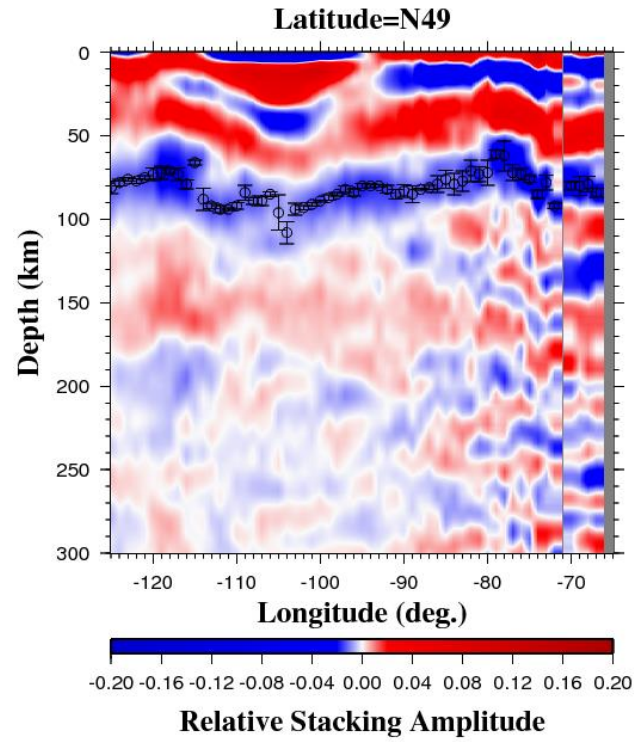 Latitude=N49
0
50
100
150
200
250
300
Depth (km)
-120 -110 -100 -90 -80 -70
Longitude (deg.)
-0.20 -0.16 -0.12 -0.08 -0.04 0.00 0.04 0.08 0.12 0.16 0.20
Relative Stacking Amplitude